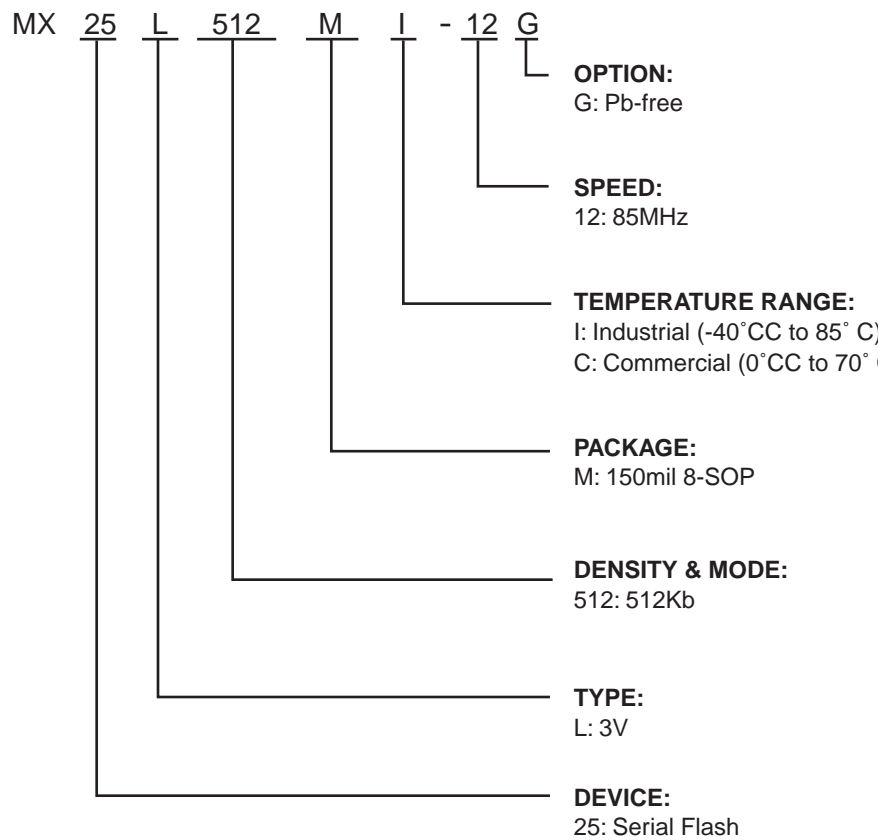 MX 25 L 512 M I - 12 G
OPTION:
G: Pb-free
SPEED:
12: 85MHz
TEMPERATURE RANGE:
I: Industrial (-40˚CC to 85˚ C)
C: Commercial (0˚CC to 70˚
PACKAGE:
M: 150mil 8-SOP
DENSITY & MODE:
512: 512Kb
TYPE:
L: 3V
DEVICE:
25: Serial Flash